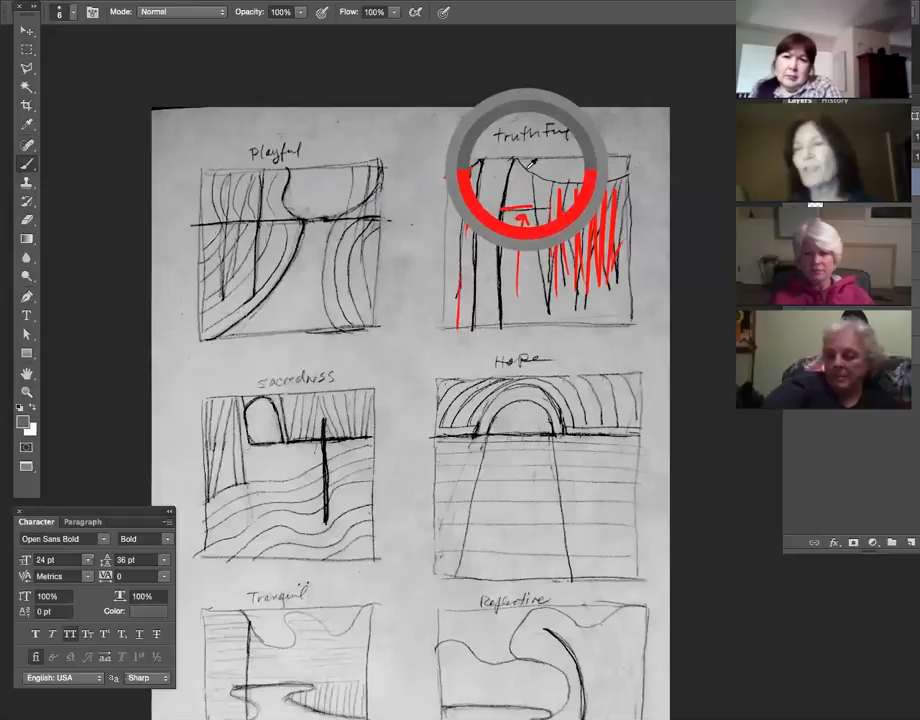 6
Mode: Normal
Opacity: 100%
Flow: 100%
Layers History
Playful
Truthful
Sacredness
Hope
Tranquil
Reflective
Character Paragraph
Open Sans Bold
Bold
24 pt
36 pt
Metrics
0
100%
100%
0 pt
Color:
English: USA
Sharp